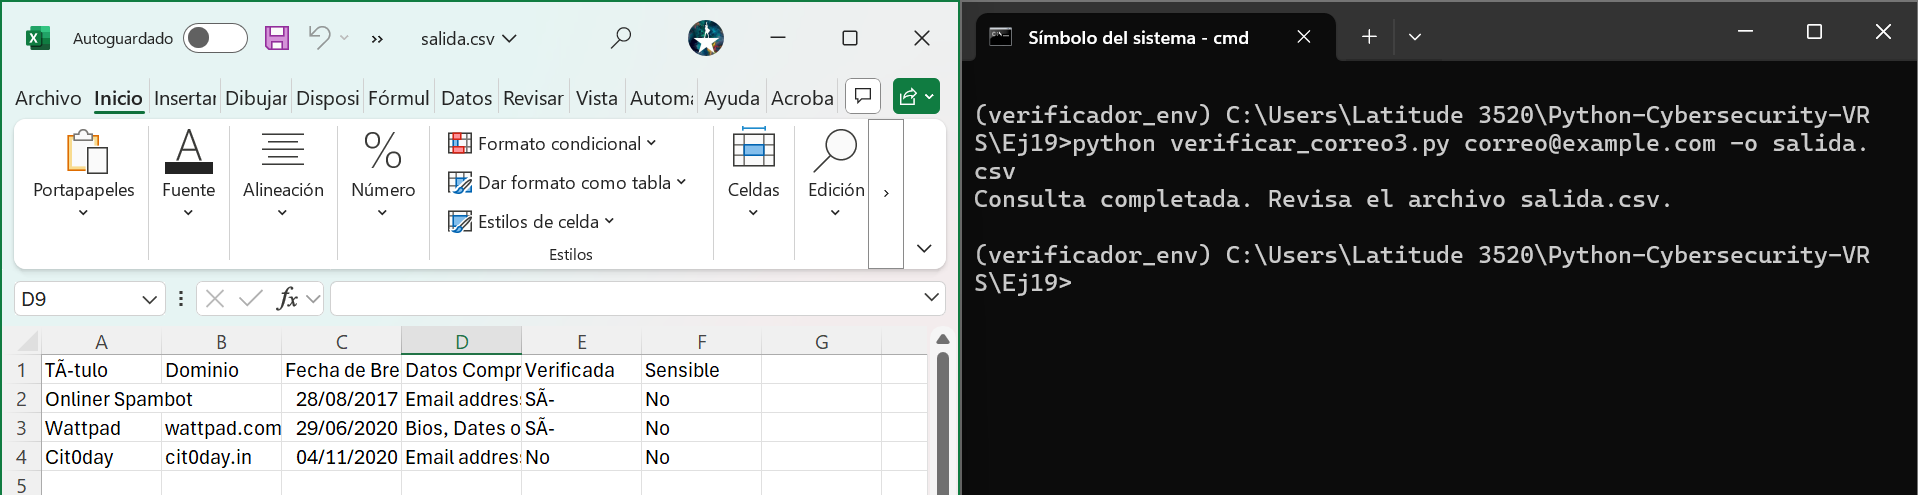 Autoguardado
salida.csv
Archivo Inicio Insertar Dibujar Disposi Fórmul Datos Revisar Vista Automa Ayuda Acroba
Portapapeles
Fuente
Alineación
%
Número
Formato condicional
Dar formato como tabla
Estilos de celda
Estilos
Celdas
Edición
D9
fx
A B C D E F G
1 TÃ-tulo Dominio Fecha de Bre Datos Compr Verificada Sensible
2 Onliner Spambot 28/08/2017 Email address SÃ- No
3 Wattpad wattpad.com 29/06/2020 Bios, Dates o SÃ- No
4 Cit0day cit0day.in 04/11/2020 Email address No No
5
Símbolo del sistema - cmd
(verificador_env) C:\Users\Latitude 3520\Python-Cybersecurity-VR
S\Ej19>python verificar_correo3.py correo@example.com -o salida.
csv
Consulta completada. Revisa el archivo salida.csv.
(verificador_env) C:\Users\Latitude 3520\Python-Cybersecurity-VR
S\Ej19>